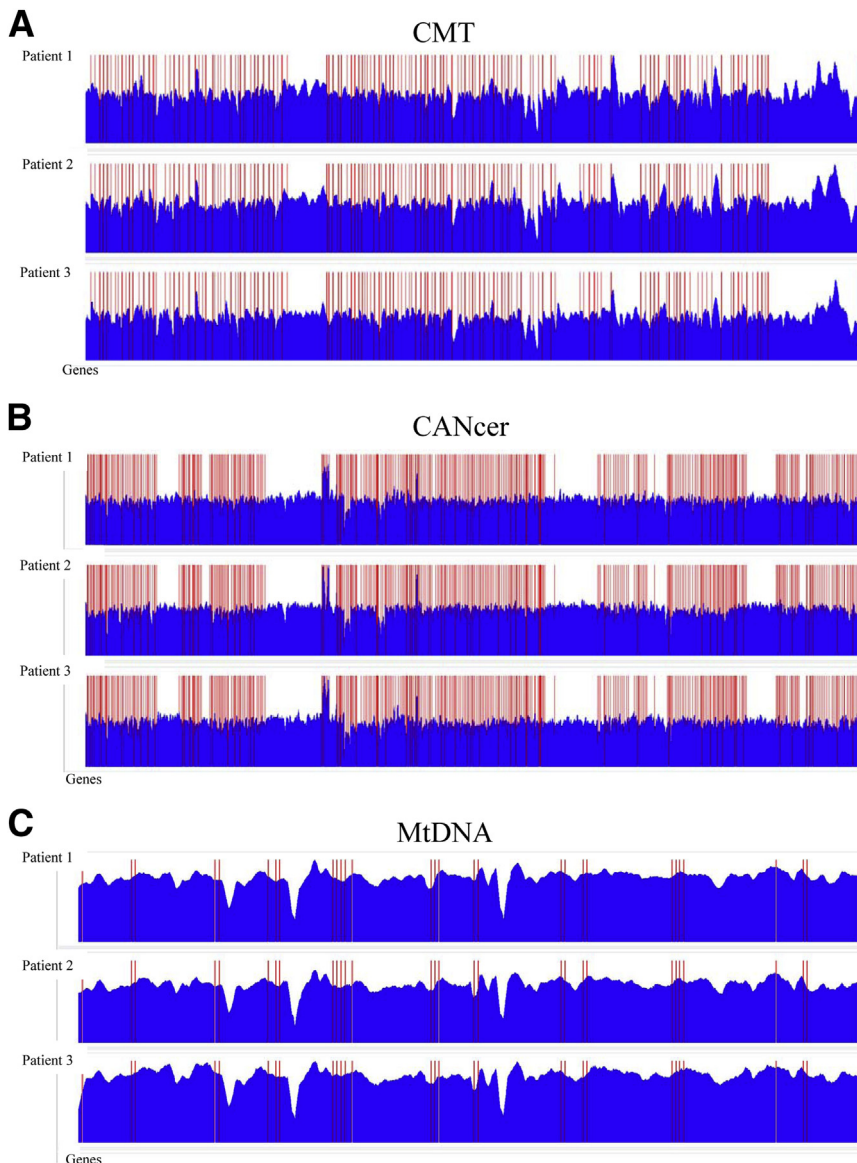 A
CMT
Patient 1
Patient 2
Patient 3
Genes
B
CANcer
Patient 1
Patient 2
Patient 3
Genes
C
MtDNA
Patient 1
Patient 2
Patient 3
Genes